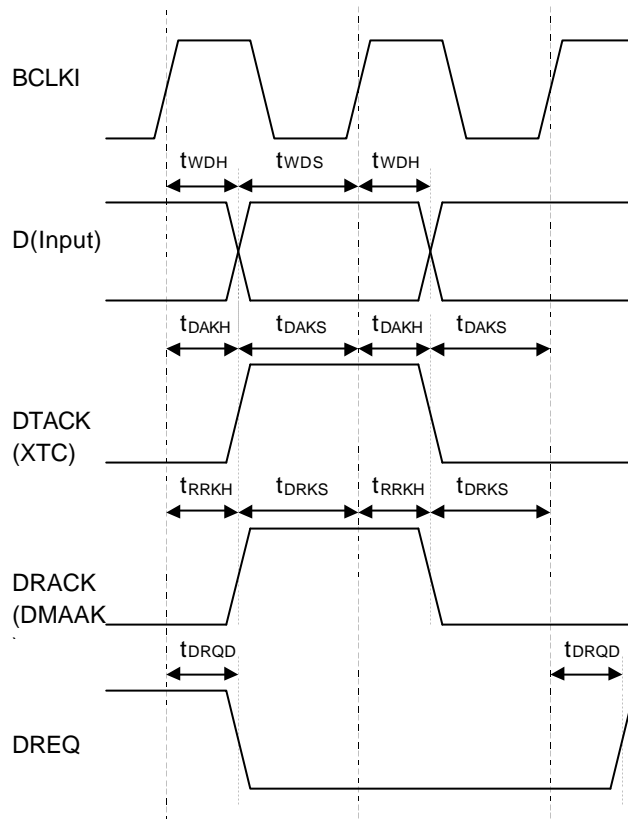 BCLKI
tWDH tWDS tWDH
D(Input)
tDAKH tDAKS tDAKH tDAKS
DTACK
(XTC)
tRRKH tDRKS tRRKH tDRKS
DRACK
(DMAAK
tDRQD tDRQD
DREQ